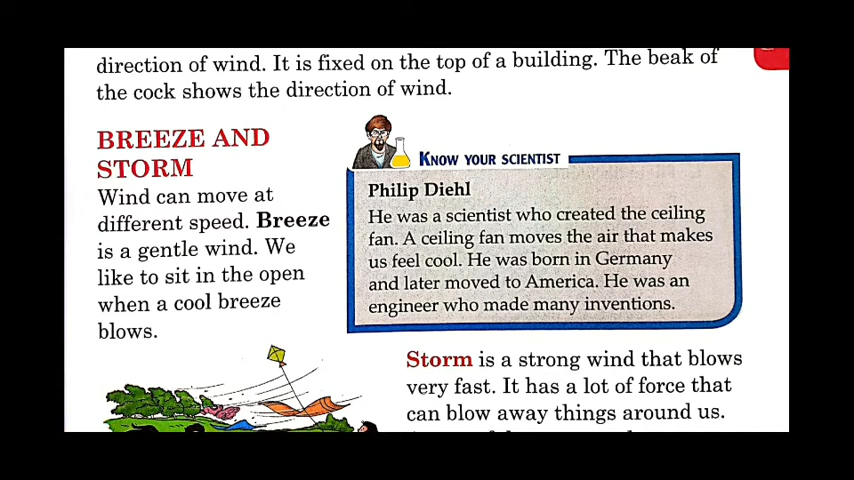 direction of wind. It is fixed on the top of a building. The beak of
the cock shows the direction of wind.
BREEZE AND
STORM
Wind can move at
different speed. Breeze
is a gentle wind. We
like to sit in the open
when a cool breeze
blows.
KNOW YOUR SCIENTIST
Philip Diehl
He was a scientist who created the ceiling
fan. A ceiling fan moves the air that makes
us feel cool. He was born in Germany
and later moved to America. He was an
engineer who made many inventions.
Storm is a strong wind that blows
very fast. It has a lot of force that
can blow away things around us.